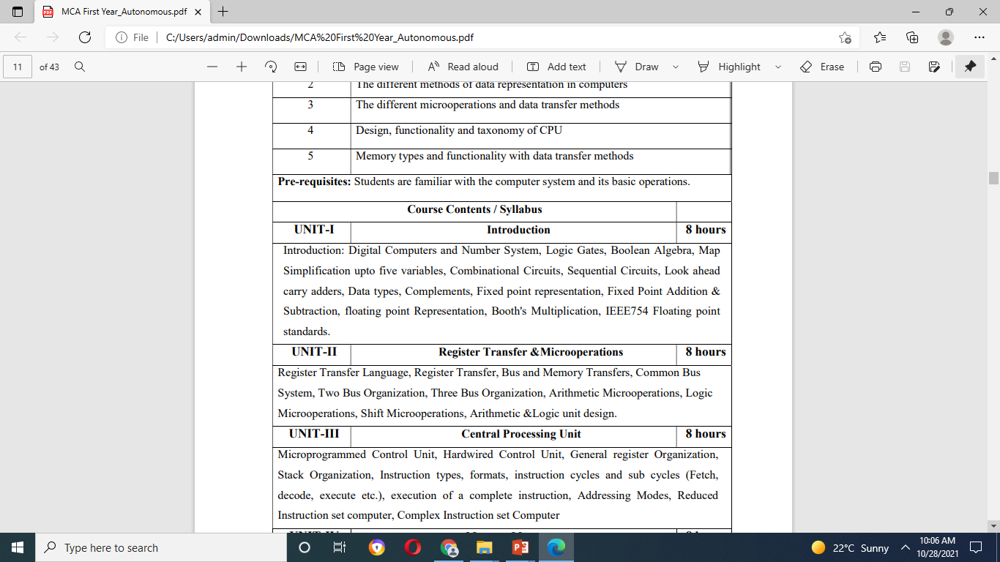 MCA First Year_Autonomous.pdf
File C:/Users/admin/Downloads/MCA%20First%20Year_Autonomous.pdf
11 of 43 Page view Read aloud Add text Draw Highlight Erase
2 The different methods of data representation in computers
3 The different microoperations and data transfer methods
4 Design, functionality and taxonomy of CPU
5 Memory types and functionality with data transfer methods
Pre-requisites: Students are familiar with the computer system and its basic operations.
Course Contents / Syllabus
UNIT-I Introduction 8 hours
Introduction: Digital Computers and Number System, Logic Gates, Boolean Algebra, Map
Simplification upto five variables, Combinational Circuits, Sequential Circuits, Look ahead
carry adders, Data types, Complements, Fixed point representation, Fixed Point Addition &
Subtraction, floating point Representation, Booth's Multiplication, IEEE754 Floating point
standards.
UNIT-II Register Transfer &Microoperations 8 hours
Register Transfer Language, Register Transfer, Bus and Memory Transfers, Common Bus
System, Two Bus Organization, Three Bus Organization, Arithmetic Microoperations, Logic
Microoperations, Shift Microoperations, Arithmetic &Logic unit design.
UNIT-III Central Processing Unit 8 hours
Microprogrammed Control Unit, Hardwired Control Unit, General register Organization,
Stack Organization, Instruction types, formats, instruction cycles and sub cycles (Fetch,
decode, execute etc.), execution of a complete instruction, Addressing Modes, Reduced
Instruction set computer, Complex Instruction set Computer
Type here to search 22°C Sunny 10:06 AM
10/28/2021